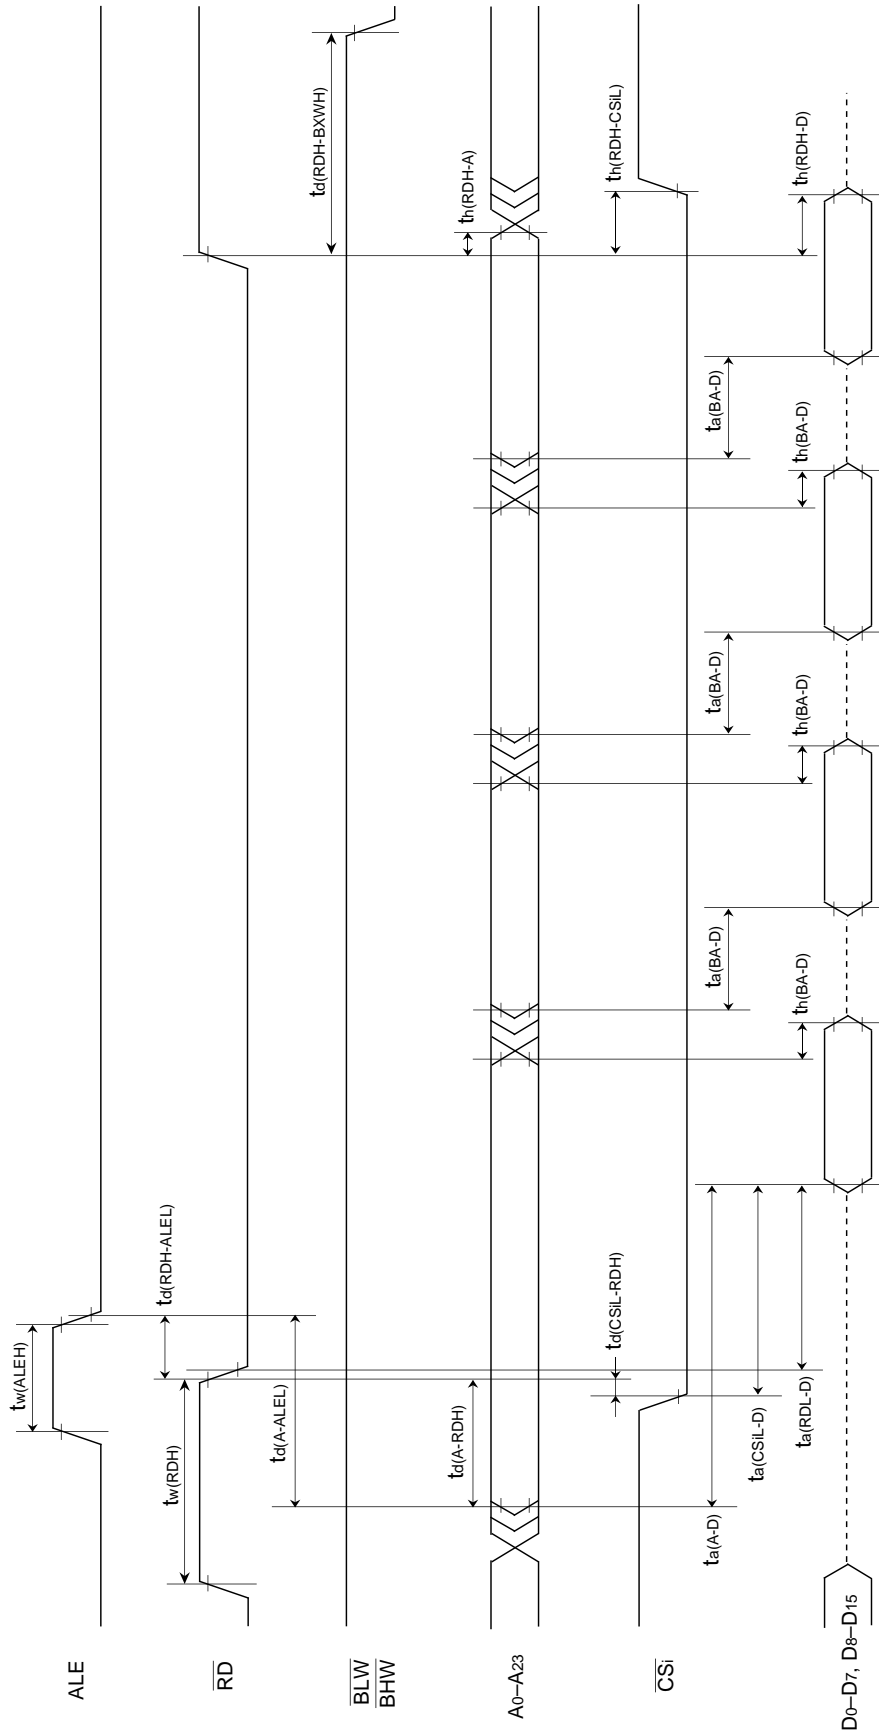 ALE
tw(ALEH)
td(RDH-ALEL)
RD
tw(RDH)
td(A-ALEL)
td(RDH-BXWH)
BLW
BHW
A0–A23
td(A-RDH)
th(RDH-A)
td(CSiL-RDH)
th(RDH-CSiL)
CSi
ta(A-D)
ta(BA-D)
ta(BA-D)
ta(BA-D)
ta(CSiL-D)
ta(RDL-D)
th(BA-D)
th(BA-D)
th(BA-D)
th(RDH-D)
D0–D7, D8–D15